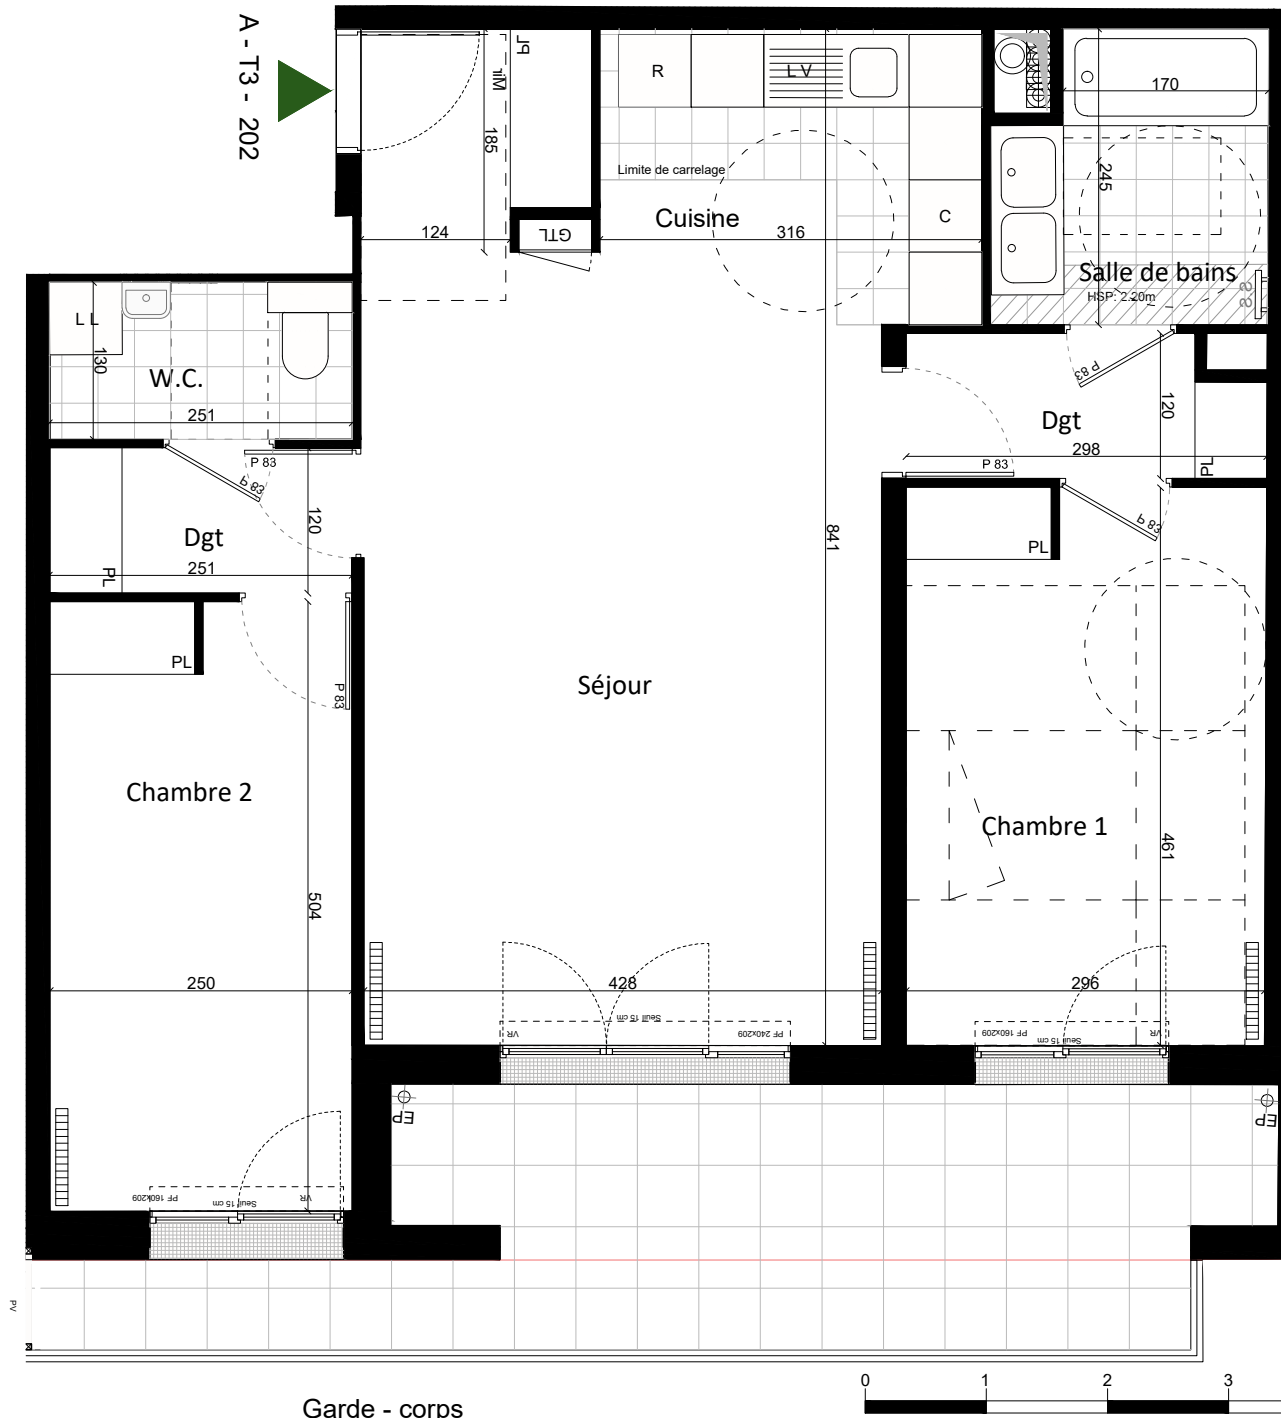 A - T3 - 202
PL
Mir
185
124
GTL
R
L V
Limite de carrelage
Cuisine
316
C
170
245
Salle de bains
HSP: 2.20m
S S
L L
130
W.C.
251
P 83
P 83
Dgt
120
251
PL
PL
P 83
Chambre 2
504
250
PF 160x209
Seuil 15 cm
VR
Séjour
841
428
VR
Seuil 15 cm
PF 240x209
P 83
Dgt
120
298
P 83
PL
P 83
PL
Chambre 1
461
296
PF 160x209
Seuil 15 cm
VR
EP
EP
PV
Garde - corps
0 1 2 3